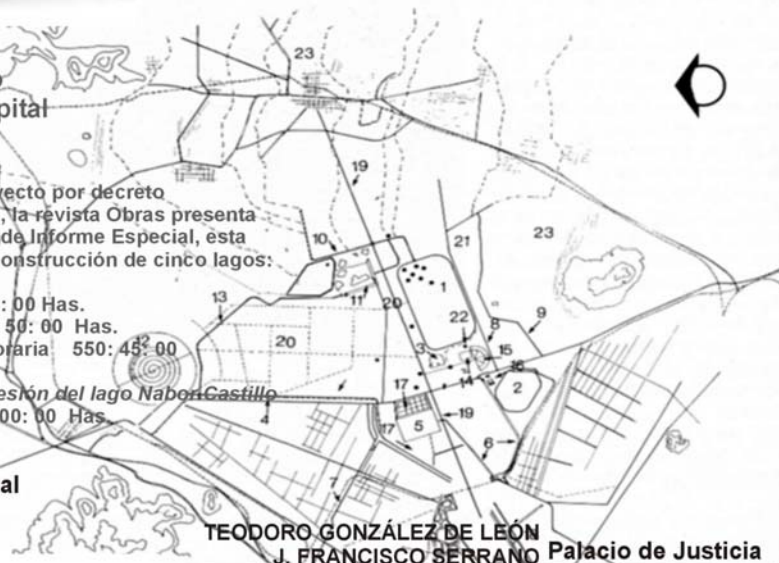 23
pital
19
yecto por decreto
, la revista Obras presenta
de Informe Especial, esta
onstrucción de cinco lagos:
10
21
23
1
11
20
13
: 00 Has.
50: 00 Has.
oraria 550: 45: 00
22
8
9
3
15
16
14
20
12
2
esión del lago Nabor Castillo
00: 00 Has.
4
17
19
5
17
6
7
al
TEODORO GONZÁLEZ DE LEÓN
J. FRANCISCO SERRANO Palacio de Justicia